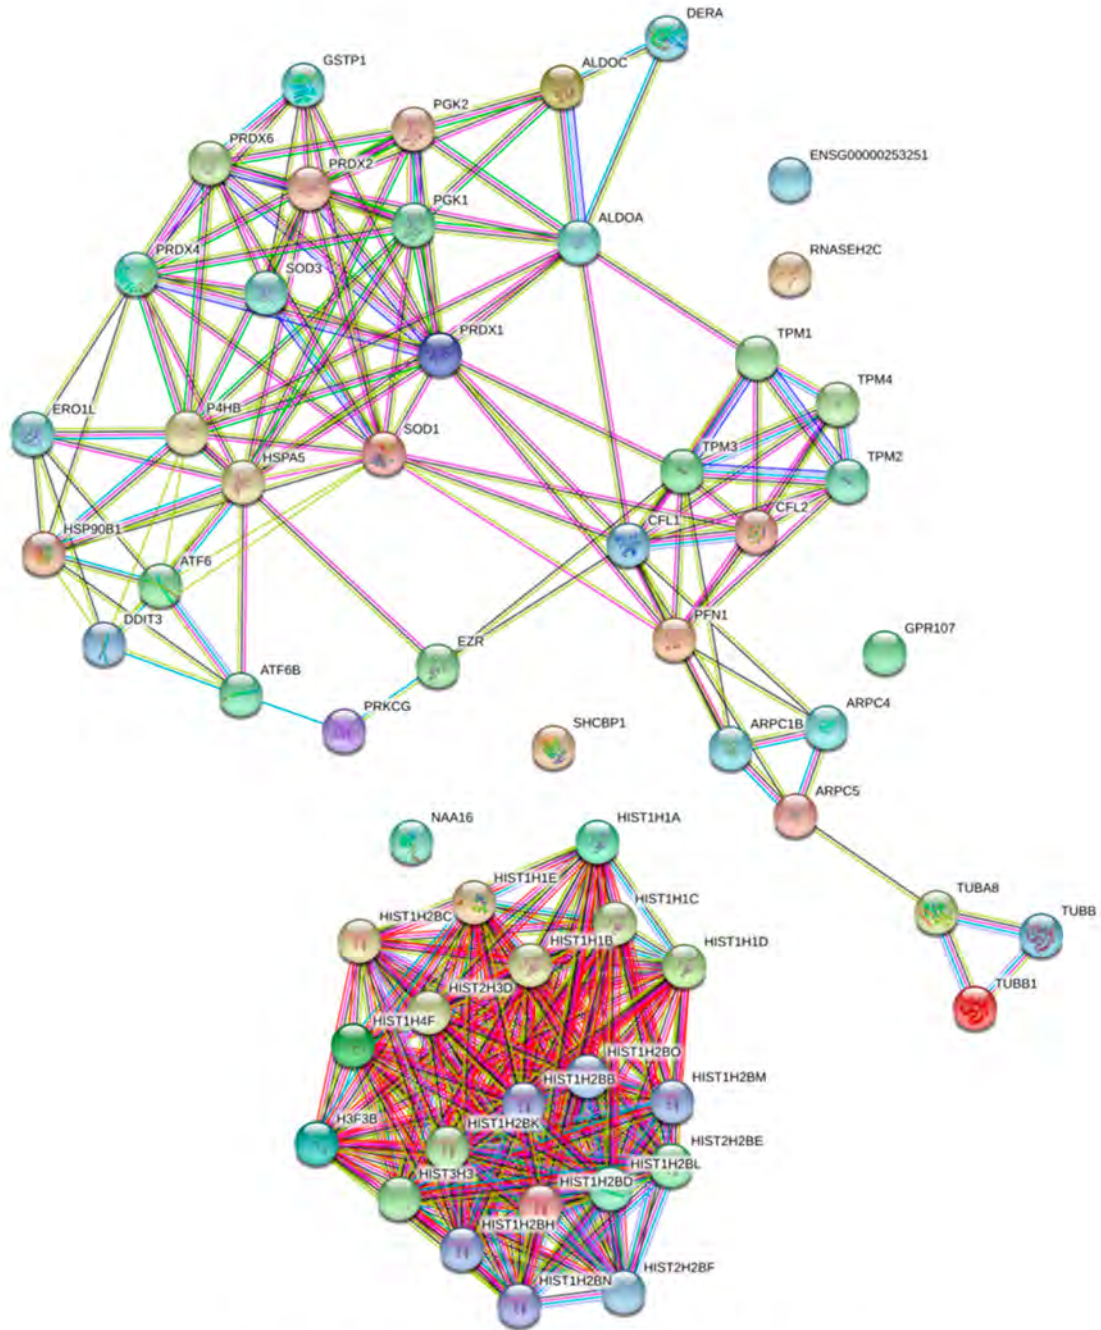 DERA
GSTP1
ALDOC
PGK2
PRDX6
PRDX2
ENSG00000253251
PGK1
ALDOA
PRDX4
SOD3
RNASEH2C
PRDX1
TPM1
TPM4
ERO1L
P4HB
SOD1
TPM3
TPM2
HSPA5
HSP90B1
CFL1
CFL2
ATF6
DDIT3
EZR
PFN1
GPR107
ATF6B
PRKCG
ARPC4
SHCBP1
ARPC1B
ARPC5
NAA16
HIST1H1A
HIST1H1E
HIST1H1C
TUBA8
TUBB
HIST1H2BC
HIST1H1B
HIST1H1D
HIST2H3D
TUBB1
HIST1H4F
HIST1H2BO
HIST1H2BB
HIST1H2BM
H3F3B
HIST1H2BK
HIST2H2BE
HIST3H3
HIST1H2BL
HIST1H2BD
HIST1H2BH
HIST2H2BF
HIST1H2BN